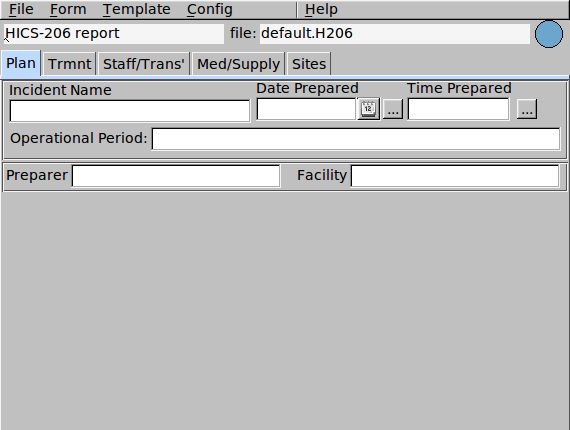 File Form Template Config Help
HICS-206 report file: default.H206
Plan Trmnt Staff/Trans' Med/Supply Sites
Incident Name Date Prepared Time Prepared
12 ... ...
Operational Period:
Preparer Facility